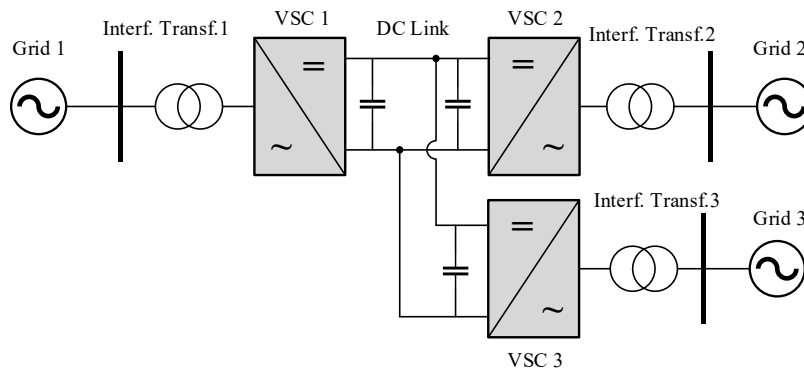 VSC 1
DC Link
VSC 2
Interf. Transf.1
Interf. Transf.2
Grid 1
Grid 2
=
=
~
~
Interf. Transf.3
Grid 3
=
~
VSC 3